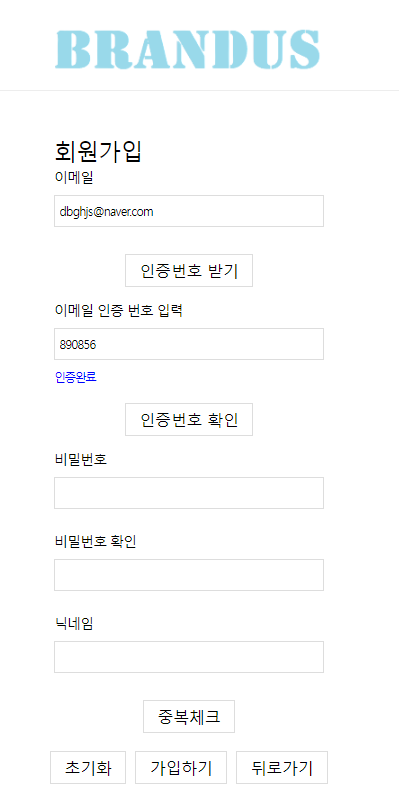 BRANDUS
회원가입
이메일
dbghjs@naver.com
인증번호 받기
이메일 인증 번호 입력
890856
인증완료
인증번호 확인
비밀번호
비밀번호 확인
닉네임
중복체크
초기화 가입하기 뒤로가기